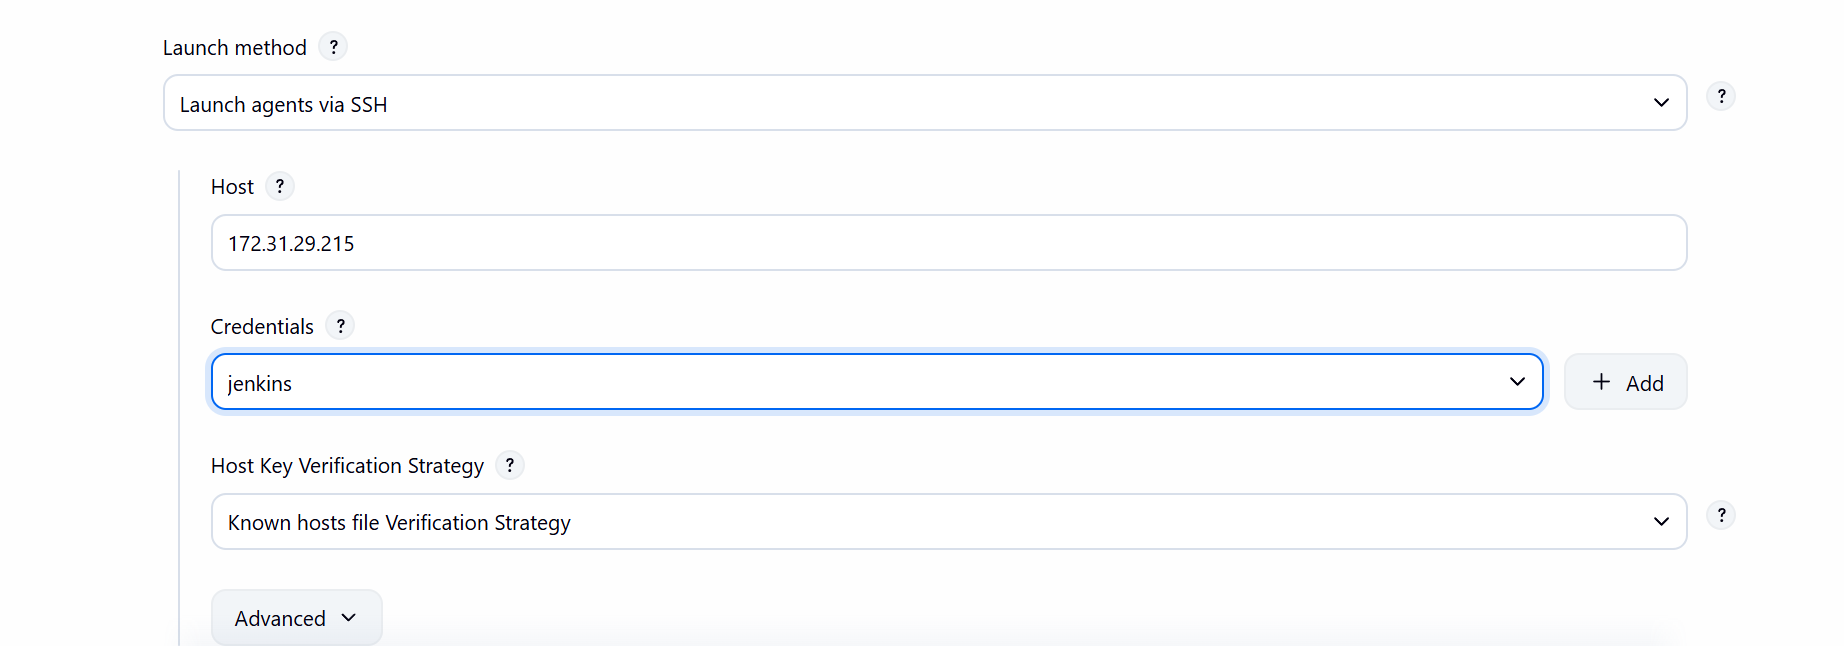 Launch method ?
Launch agents via SSH
?
Host ?
172.31.29.215
Credentials ?
jenkins
+ Add
Host Key Verification Strategy ?
Known hosts file Verification Strategy
?
Advanced